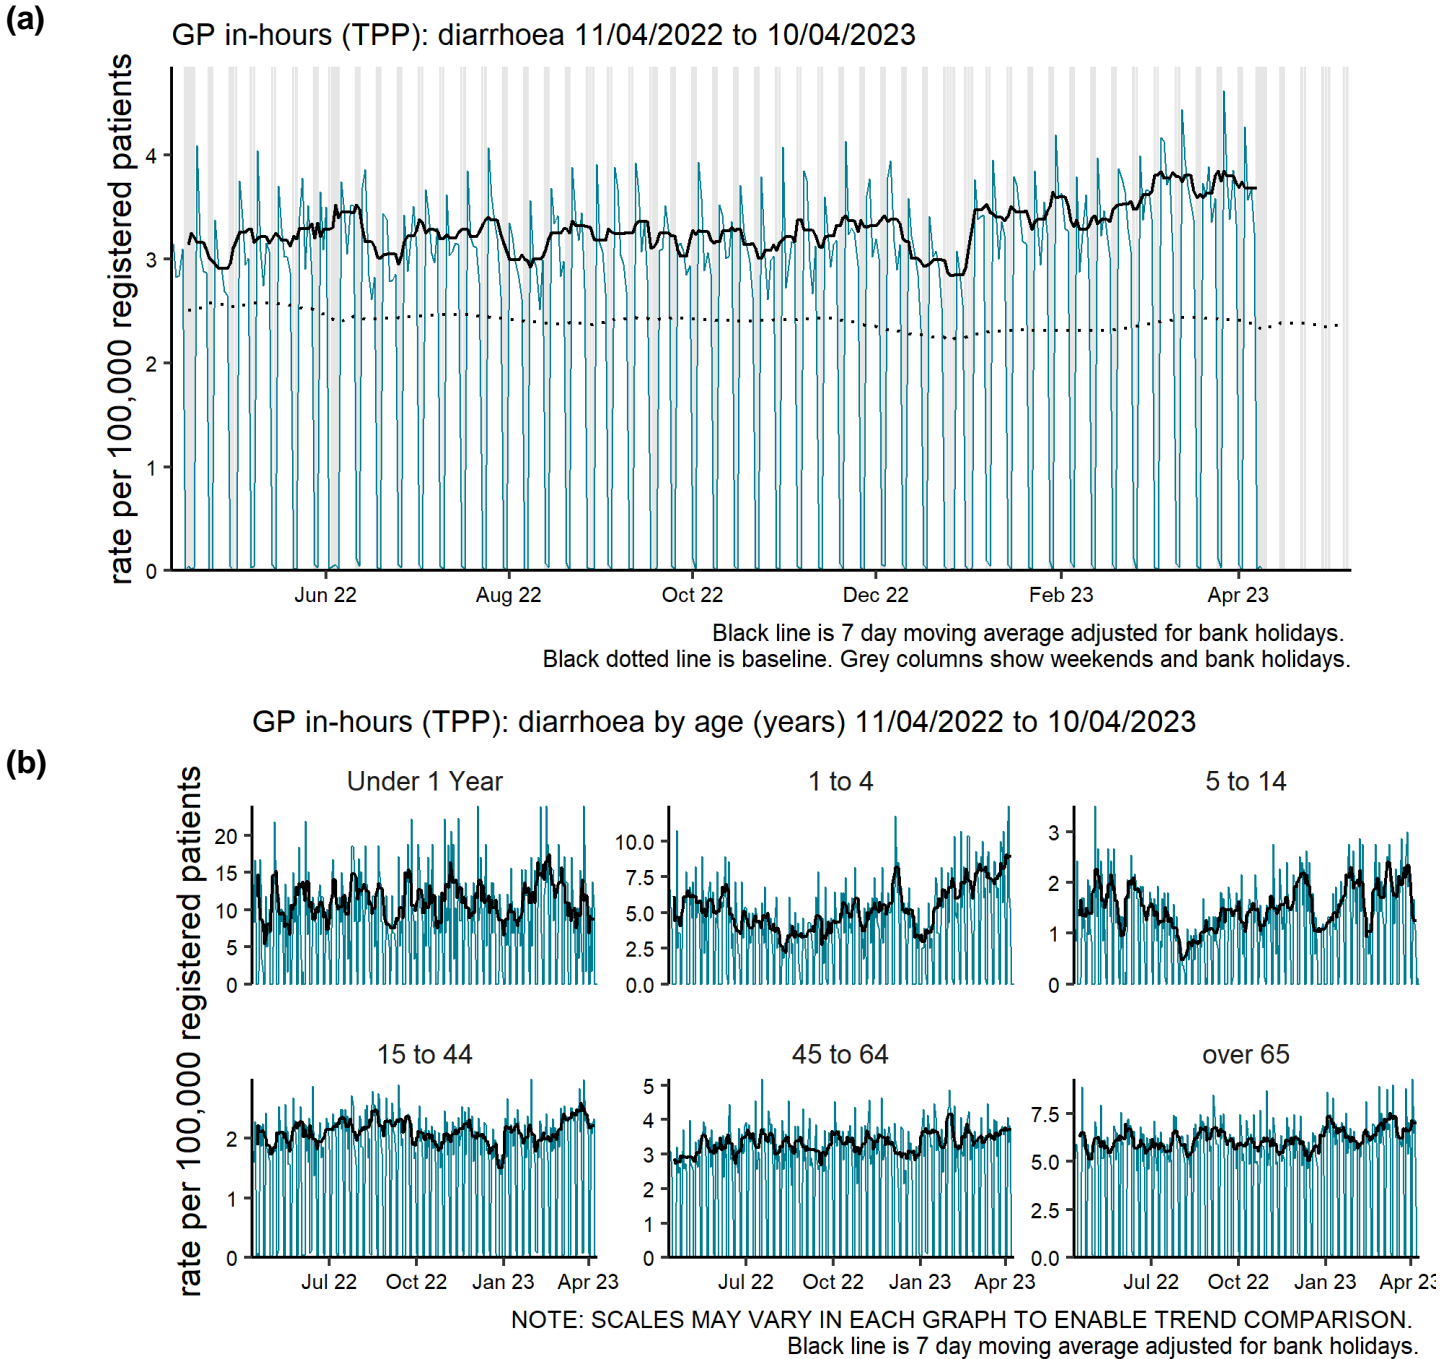 (a)
GP in-hours (TPP): diarrhoea 11/04/2022 to 10/04/2023
rate per 100,000 registered patients
4
3
2
1
0
Jun 22 Aug 22 Oct 22 Dec 22 Feb 23 Apr 23
Black line is 7 day moving average adjusted for bank holidays.
Black dotted line is baseline. Grey columns show weekends and bank holidays.
GP in-hours (TPP): diarrhoea by age (years) 11/04/2022 to 10/04/2023
(b)
rate per 100,000 registered patients
Under 1 Year
20
15
10
5
0
1 to 4
10.0
7.5
5.0
2.5
0.0
5 to 14
3
2
1
0
15 to 44
2
1
0
Jul 22 Oct 22 Jan 23 Apr 23
45 to 64
5
4
3
2
1
0
Jul 22 Oct 22 Jan 23 Apr 23
over 65
7.5
5.0
2.5
0.0
Jul 22 Oct 22 Jan 23 Apr 23
NOTE: SCALES MAY VARY IN EACH GRAPH TO ENABLE TREND COMPARISON.
Black line is 7 day moving average adjusted for bank holidays.